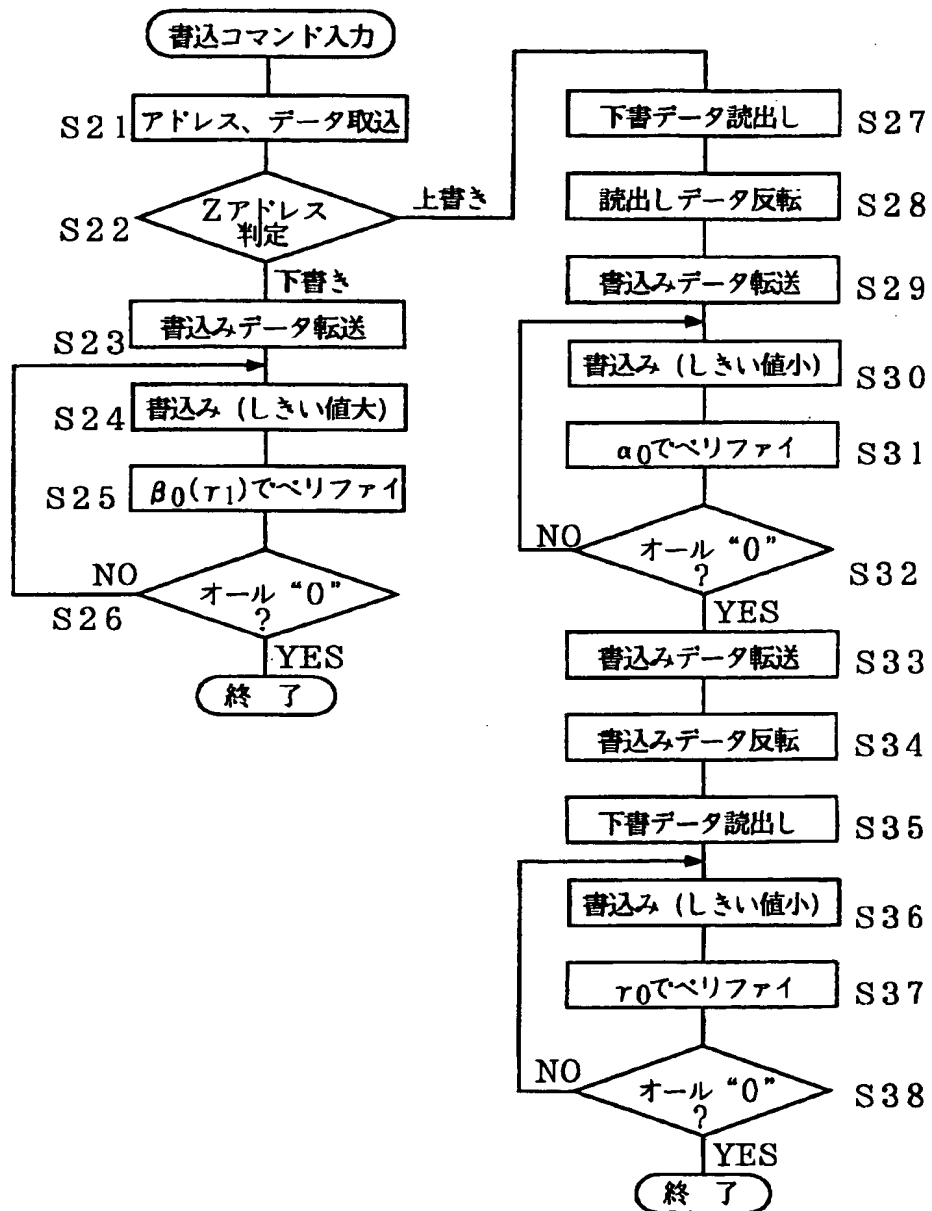 書込コマンド入力
S21 アドレス、データ取込
S22 Zアドレス
判定
上書き
下書き
S23 書込みデータ転送
S24 書込み (しきい値大)
S25 β0(γ1)でベリファイ
NO
S26 オール “0”
?
YES
終 了
下書データ読出し S27
読出しデータ反転 S28
書込みデータ転送 S29
書込み (しきい値小) S30
α0でベリファイ S31
NO
オール “0”
? S32
YES
書込みデータ転送 S33
書込みデータ反転 S34
下書データ読出し S35
書込み (しきい値小) S36
γ0でベリファイ S37
NO
オール “0” S38
?
YES
終 了